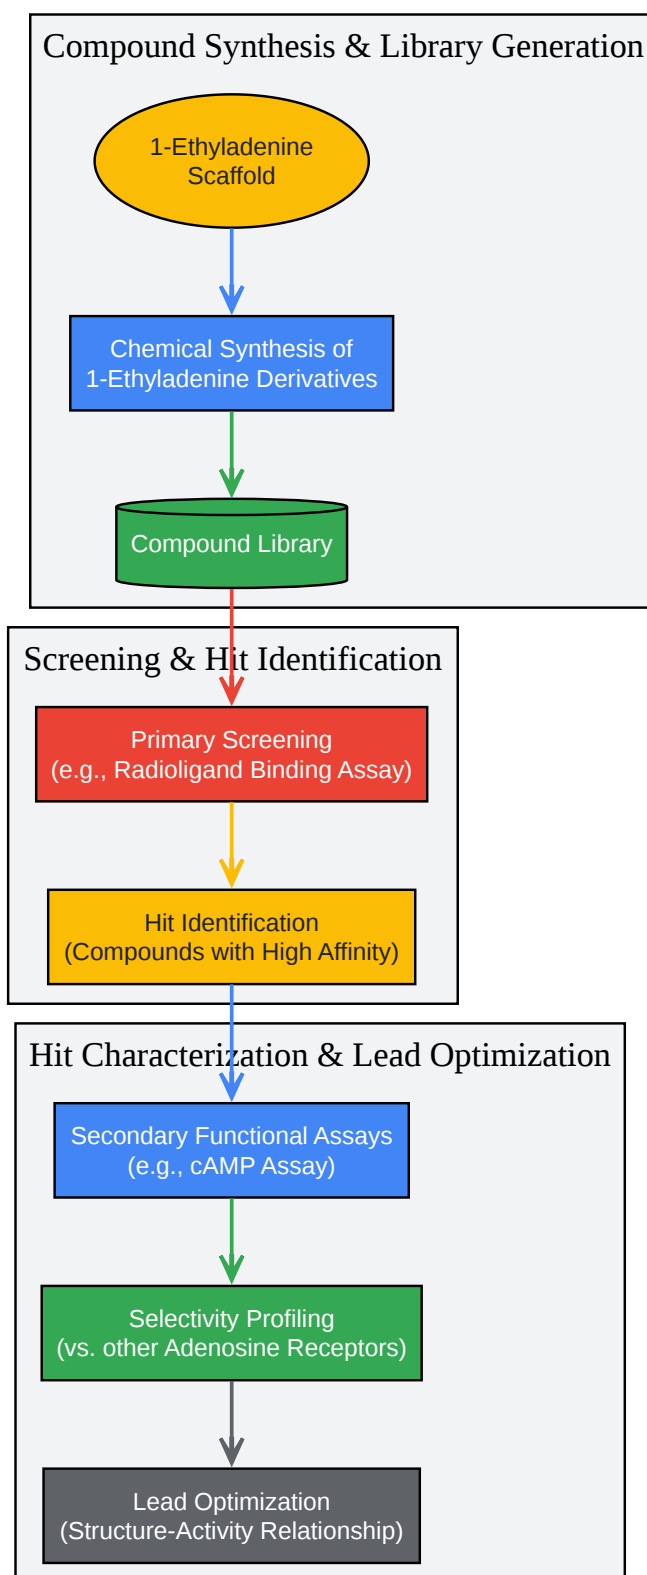 Compound Synthesis & Library Generation
1-Ethyladenine
Scaffold
Chemical Synthesis of
1-Ethyladenine Derivatives
Compound Library
Screening & Hit Identification
Primary Screening
(e.g., Radioligand Binding Assay)
Hit Identification
(Compounds with High Affinity)
Hit Characterization & Lead Optimization
Secondary Functional Assays
(e.g., cAMP Assay)
Selectivity Profiling
(vs. other Adenosine Receptors)
Lead Optimization
(Structure-Activity Relationship)